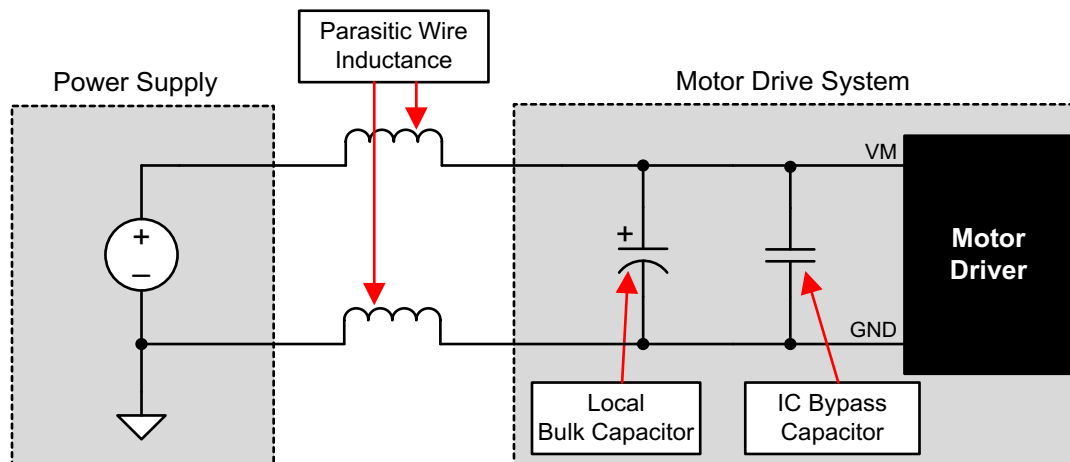 Parasitic Wire
Inductance
Power Supply
Motor Drive System
VM
+
–
+
Motor
Driver
GND
Local
Bulk Capacitor
IC Bypass
Capacitor